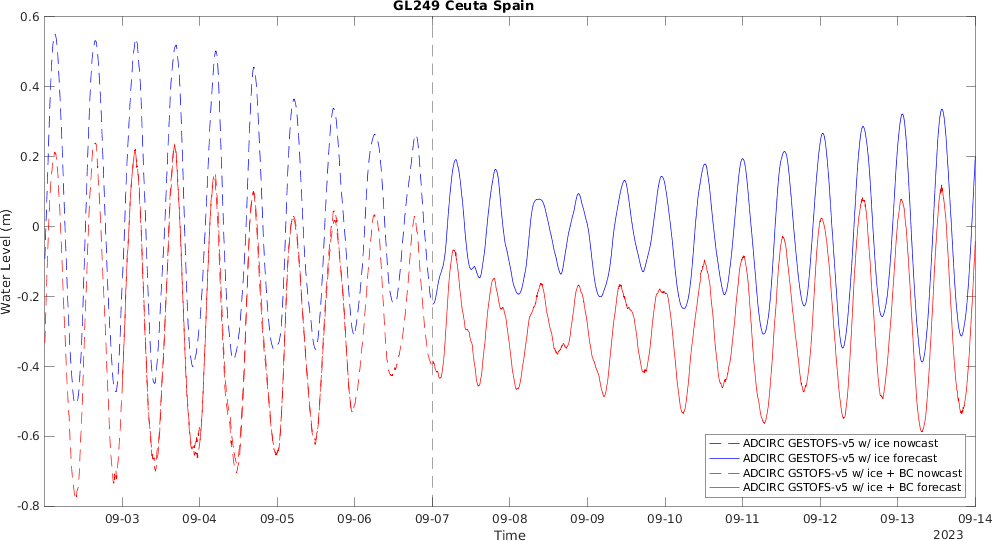 GL249 Ceuta Spain
0.6
0.4
0.2
0
-0.2
-0.4
-0.6
-0.8
Water Level (m)
09-03 09-04 09-05 09-06 09-07 09-08 09-09 09-10 09-11 09-12 09-13 09-14
Time
2023
ADCIRC GESTOFS-v5 w/ ice nowcast
ADCIRC GESTOFS-v5 w/ ice forecast
ADCIRC GSTOFS-v5 w/ ice + BC nowcast
ADCIRC GSTOFS-v5 w/ ice + BC forecast